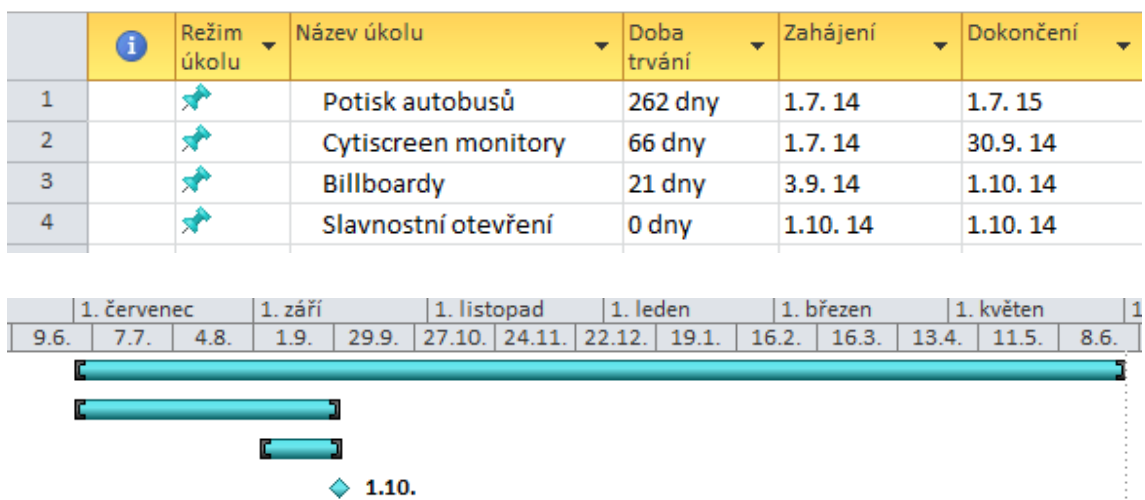 Režim úkolu Název úkolu Doba trvání Zahájení Dokončení
1 Potisk autobusů 262 dny 1.7. 14 1.7. 15
2 Cytiscreen monitory 66 dny 1.7. 14 30.9. 14
3 Billboardy 21 dny 3.9. 14 1.10. 14
4 Slavnostní otevření 0 dny 1.10. 14 1.10. 14
1. červenec 1. září 1. listopad 1. leden 1. březen 1. květen 1
9.6. 7.7. 4.8. 1.9. 29.9. 27.10. 24.11. 22.12. 19.1. 16.2. 16.3. 13.4. 11.5. 8.6.
1.10.